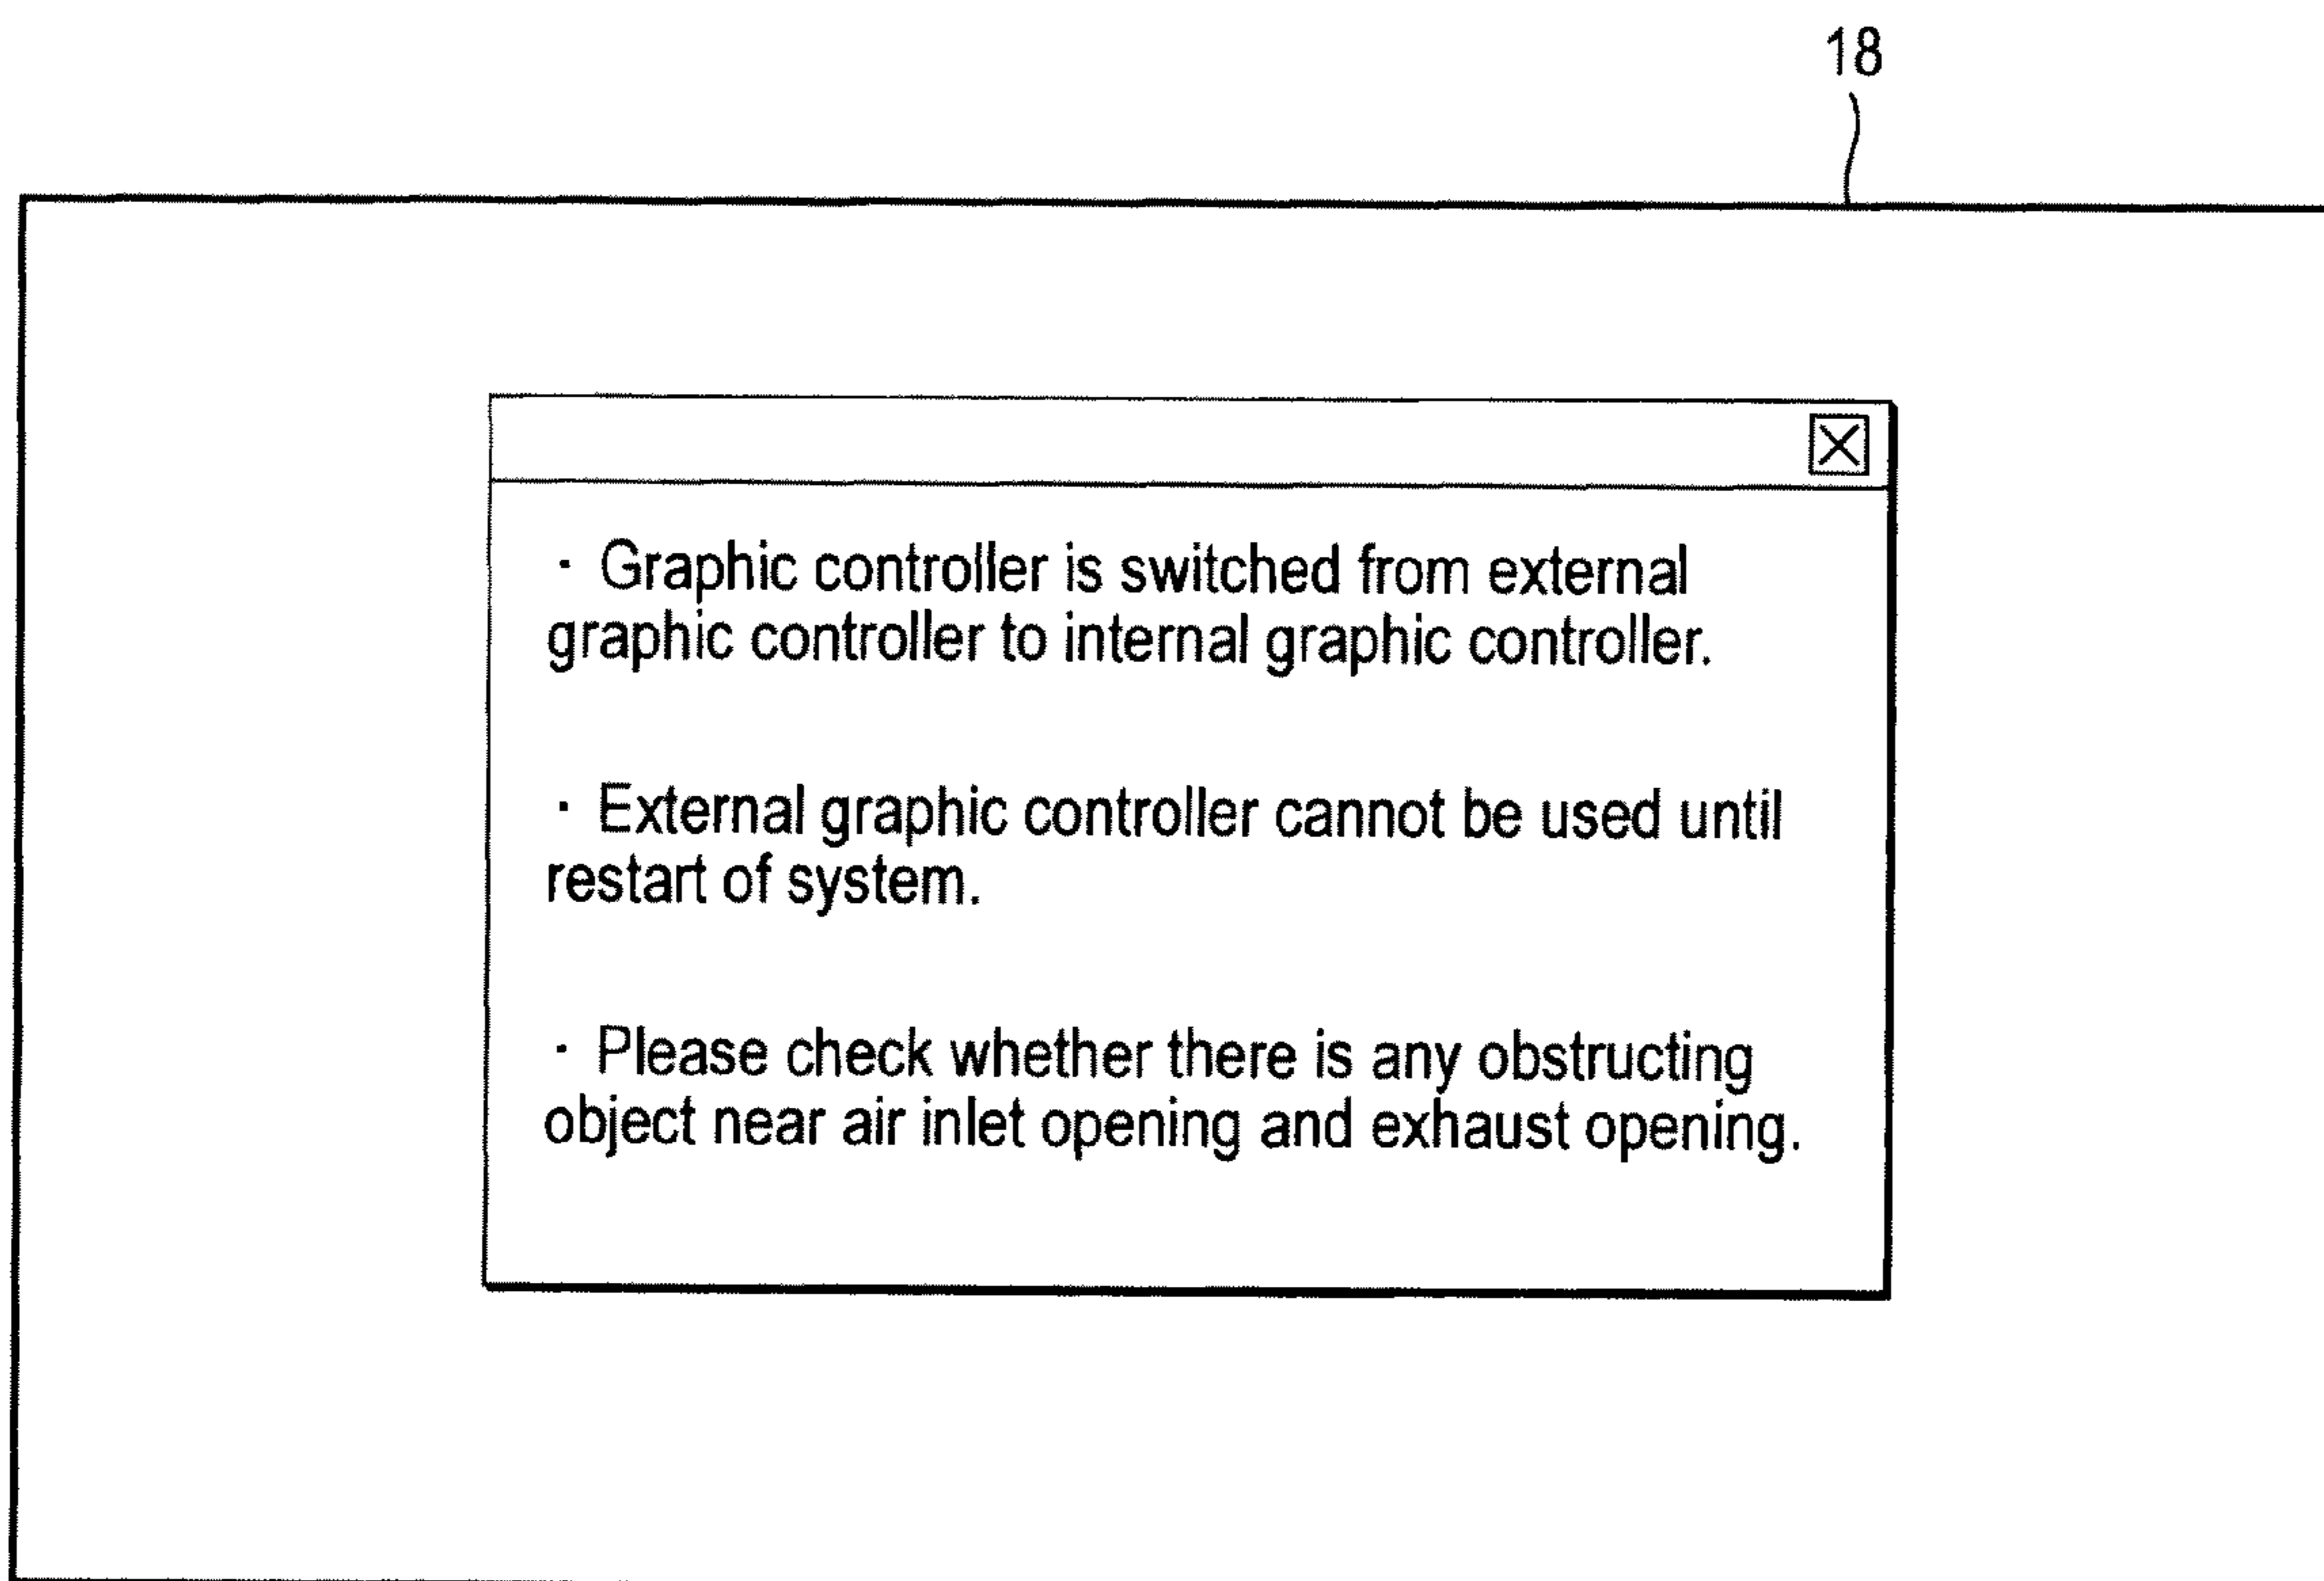 18
· Graphic controller is switched from external
graphic controller to internal graphic controller.
· External graphic controller cannot be used until
restart of system.
· Please check whether there is any obstructing
object near air inlet opening and exhaust opening.